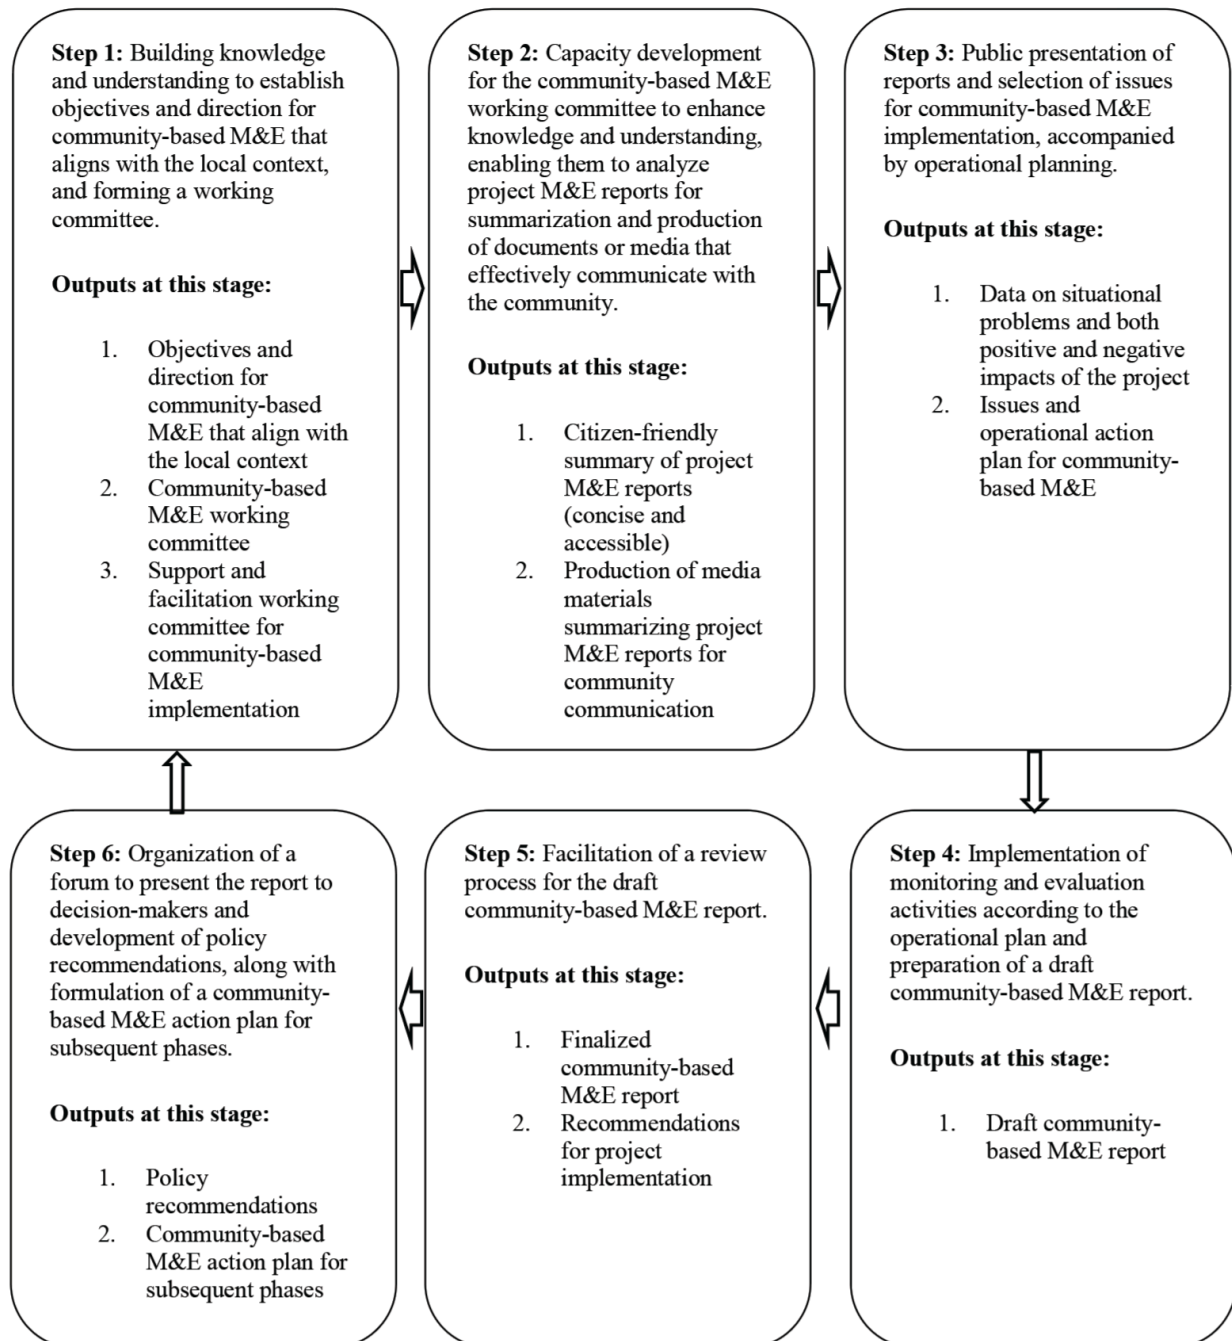 Step 1: Building knowledge
and understanding to establish
objectives and direction for
community-based M&E that
aligns with the local context,
and forming a working
committee.
Outputs at this stage:
1. Objectives and
direction for
community-based
M&E that align with
the local context
2. Community-based
M&E working
committee
3. Support and
facilitation working
committee for
community-based
M&E
implementation
Step 2: Capacity development
for the community-based M&E
working committee to enhance
knowledge and understanding,
enabling them to analyze
project M&E reports for
summarization and production
of documents or media that
effectively communicate with
the community.
Outputs at this stage:
1. Citizen-friendly
summary of project
M&E reports
(concise and
accessible)
2. Production of media
materials
summarizing project
M&E reports for
community
communication
Step 3: Public presentation of
reports and selection of issues
for community-based M&E
implementation, accompanied
by operational planning.
Outputs at this stage:
1. Data on situational
problems and both
positive and negative
impacts of the project
2. Issues and
operational action
plan for community-
based M&E
Step 4: Implementation of
monitoring and evaluation
activities according to the
operational plan and
preparation of a draft
community-based M&E report.
Outputs at this stage:
1. Draft community-
based M&E report
Step 5: Facilitation of a review
process for the draft
community-based M&E report.
Outputs at this stage:
1. Finalized
community-based
M&E report
2. Recommendations
for project
implementation
Step 6: Organization of a
forum to present the report to
decision-makers and
development of policy
recommendations, along with
formulation of a community-
based M&E action plan for
subsequent phases.
Outputs at this stage:
1. Policy
recommendations
2. Community-based
M&E action plan for
subsequent phases